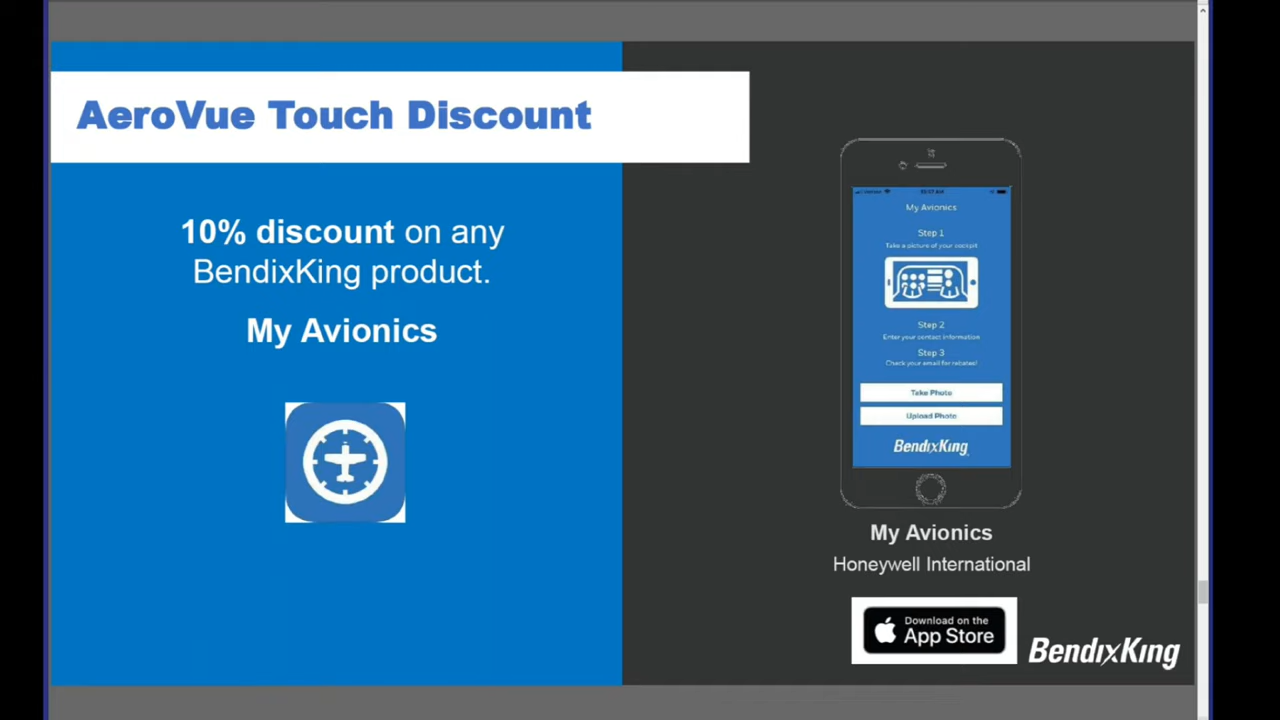 AeroVue Touch Discount
10% discount on any
BendixKing product.
My Avionics
My Avionics
Step 1
Take a picture of your cockpit
Step 2
Enter your contact information
Step 3
Check your email for rebates!
Take Photo
Upload Photo
BendixKing
My Avionics
Honeywell International
Download on the
App Store
BendixKing